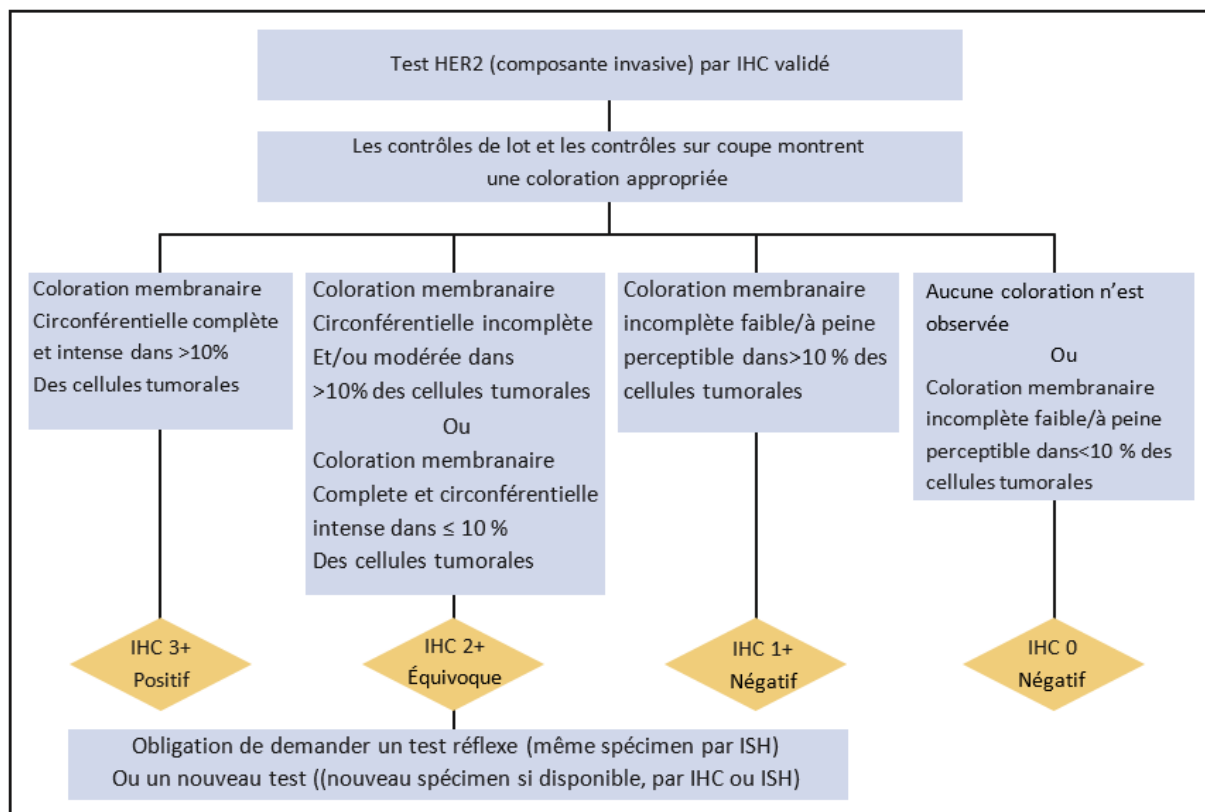 Test HER2 (composante invasive) par IHC validé
Les contrôles de lot et les contrôles sur coupe montrent
une coloration appropriée
Coloration membranaire
Circonférentielle complète
et intense dans >10%
Des cellules tumorales
Coloration membranaire
Circonférentielle incomplète
Et/ou modérée dans
>10% des cellules tumorales
Ou
Coloration membranaire
Complete et circonférentielle
intense dans ≤ 10 %
Des cellules tumorales
Coloration membranaire
incomplète faible/à peine
perceptible dans>10 % des
cellules tumorales
Aucune coloration n’est
observée
Ou
Coloration membranaire
incomplète faible/à peine
perceptible dans<10 % des
cellules tumorales
IHC 3+
Positif
IHC 2+
Équivoque
IHC 1+
Négatif
IHC 0
Négatif
Obligation de demander un test réflexe (même spécimen par ISH)
Ou un nouveau test ((nouveau spécimen si disponible, par IHC ou ISH)